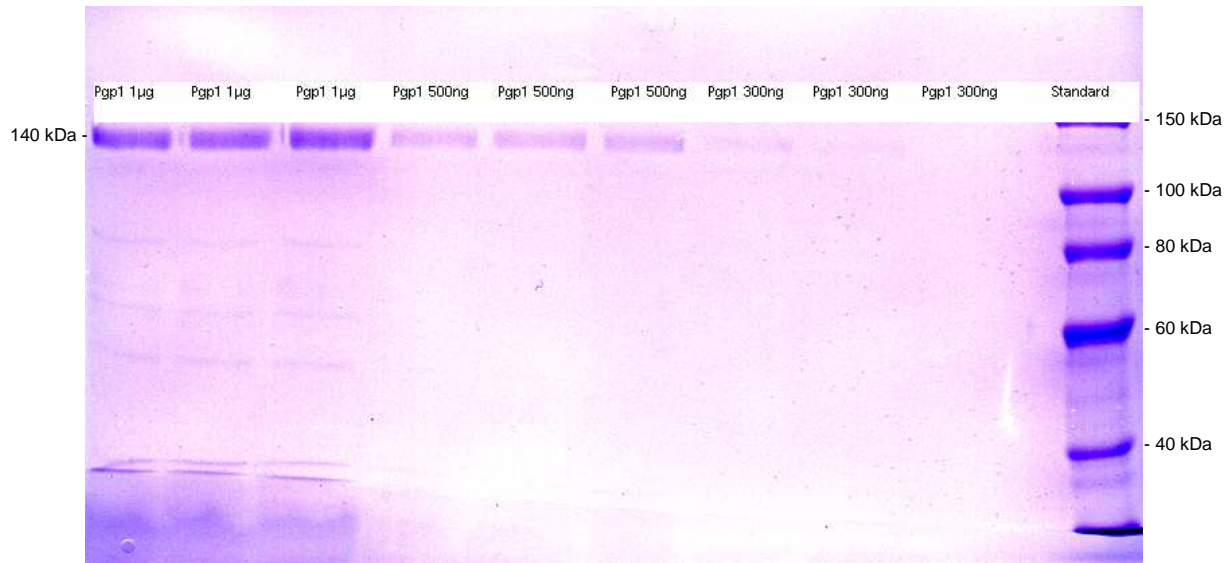 Pgp1 1µg Pgp1 1µg Pgp1 1µg Pgp1 500ng Pgp1 500ng Pgp1 500ng Pgp1 300ng Pgp1 300ng Pgp1 300ng Standard
140 kDa -
- 150 kDa
- 100 kDa
- 80 kDa
- 60 kDa
- 40 kDa